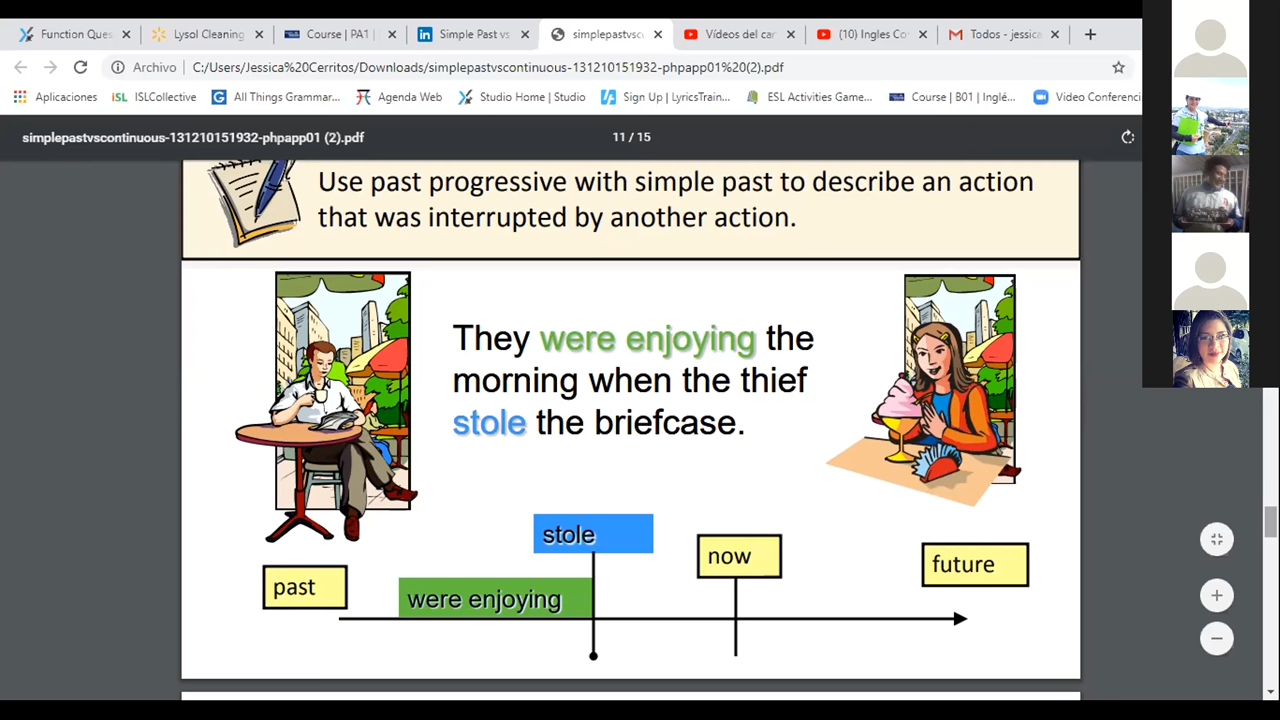 Function Ques
Lysol Cleaning
Course | PA1 |
Simple Past vs
simplepastvsc
Vídeos del car
(10) Ingles Co
Todos - jessica
Archivo
C:/Users/Jessica%20Cerritos/Downloads/simplepastvscontinuous-131210151932-phpapp01%20(2).pdf
Aplicaciones
iSL ISLCollective
All Things Grammar...
Agenda Web
Studio Home | Studio
Sign Up | LyricsTrain...
ESL Activities Game...
Course | B01 | Inglé...
Video Conferenci
simplepastvscontinuous-131210151932-phpapp01 (2).pdf
11 / 15
Use past progressive with simple past to describe an action
that was interrupted by another action.
They were enjoying the
morning when the thief
stole the briefcase.
stole
now
future
past
were enjoying